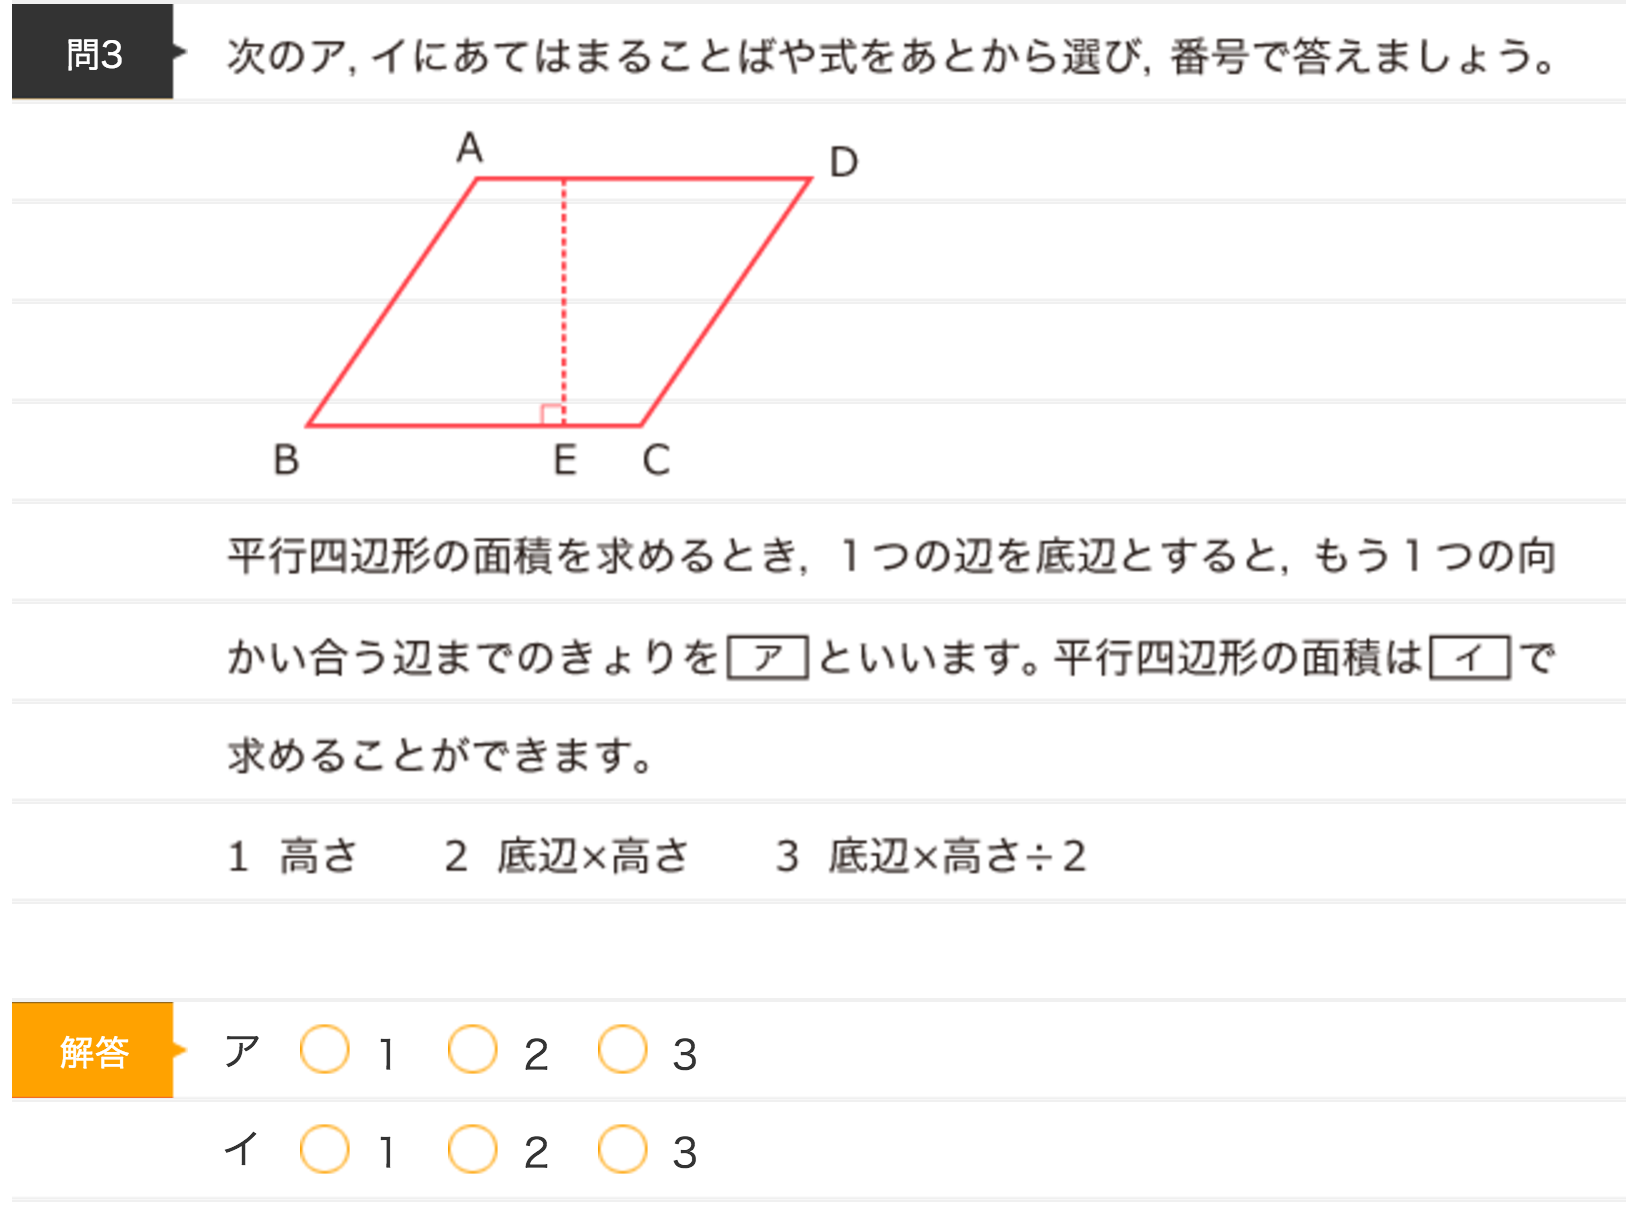 問3 次のア, イにあてはまることばや式をあとから選び, 番号で答えましょう。
A
D
B
E
C
平行四辺形の面積を求めるとき, 1つの辺を底辺とすると, もう1つの向
かい合う辺までのきょりを ア といいます。平行四辺形の面積は イ で
求めることができます。
1 高さ 2 底辺×高さ 3 底辺×高さ÷2
解答 ア 1 2 3
イ 1 2 3